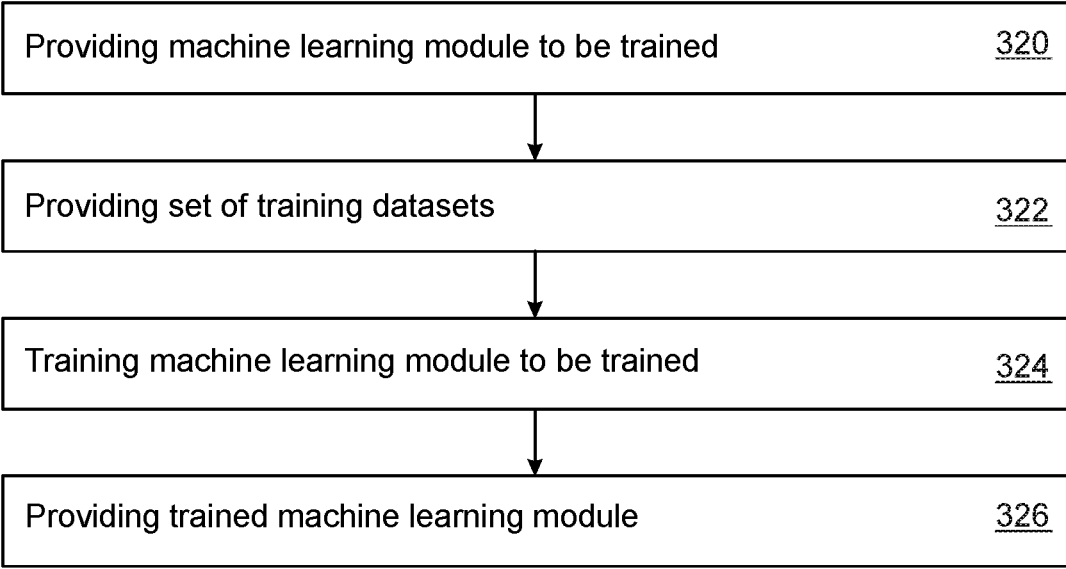 Providing machine learning module to be trained 320
Providing set of training datasets 322
Training machine learning module to be trained 324
Providing trained machine learning module 326